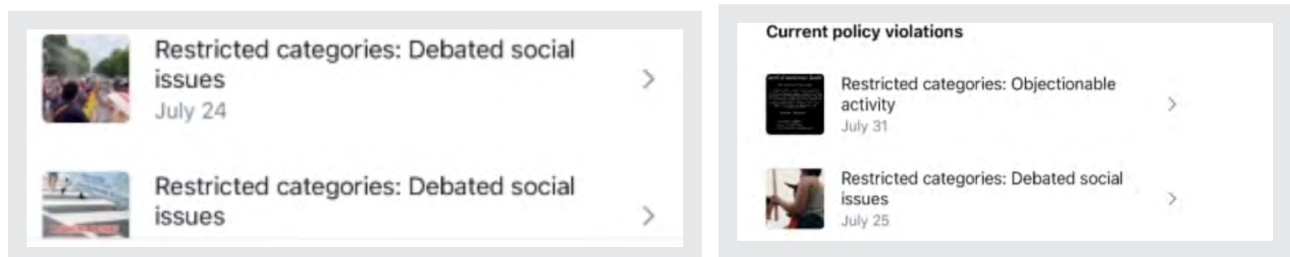 Restricted categories: Debated social
issues
July 24
Restricted categories: Debated social
issues
Current policy violations
Restricted categories: Objectionable
activity
July 31
Restricted categories: Debated social
issues
July 25